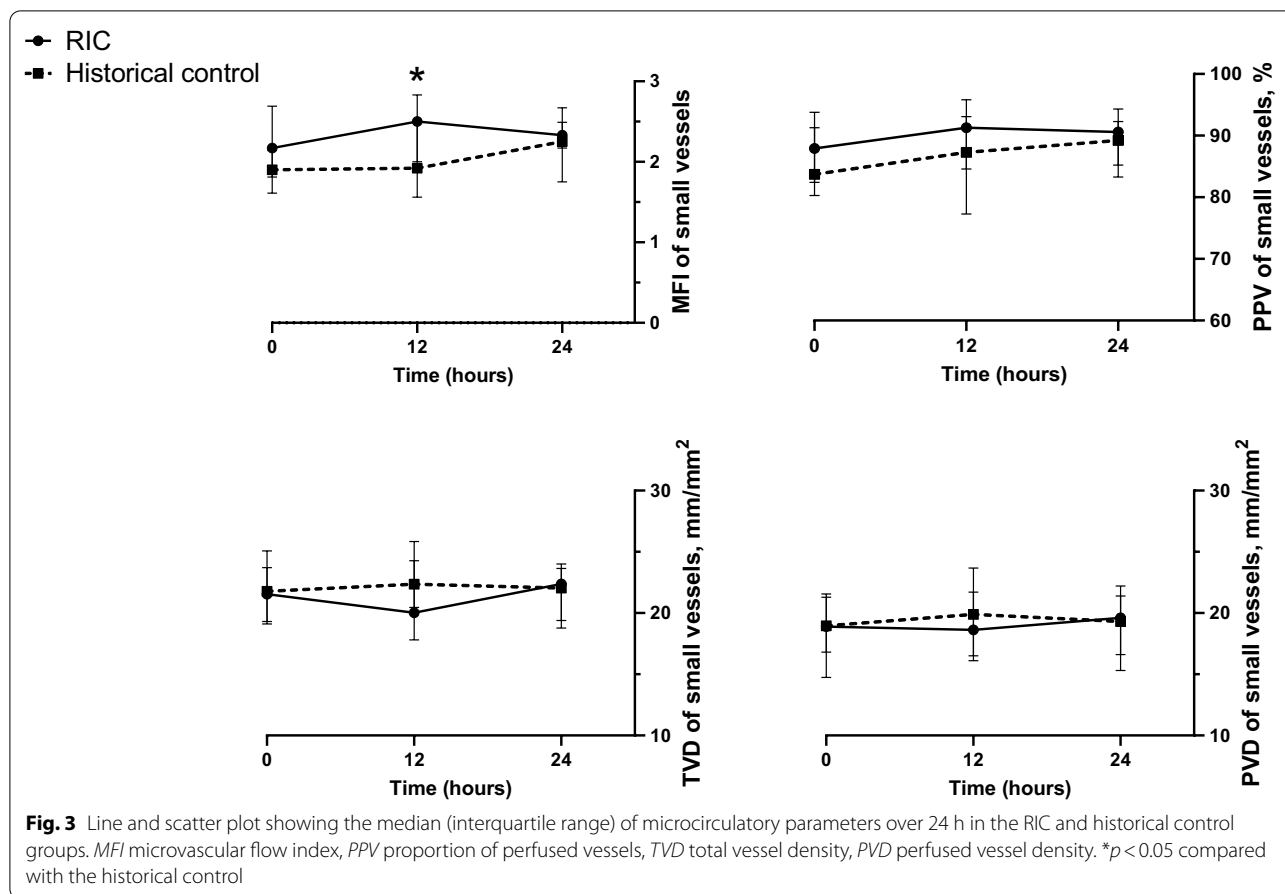 RIC
Historical control
*
3
2
1
0
MFI of small vessels
0 12 24
Time (hours)
100
90
80
70
60
PPV of small vessels, %
0 12 24
Time (hours)
30
20
10
TVD of small vessels, mm/mm²
0 12 24
Time (hours)
30
20
10
PVD of small vessels, mm/mm²
0 12 24
Time (hours)
Fig. 3 Line and scatter plot showing the median (interquartile range) of microcirculatory parameters over 24 h in the RIC and historical control
groups. MFI microvascular flow index, PPV proportion of perfused vessels, TVD total vessel density, PVD perfused vessel density. *p < 0.05 compared
with the historical control